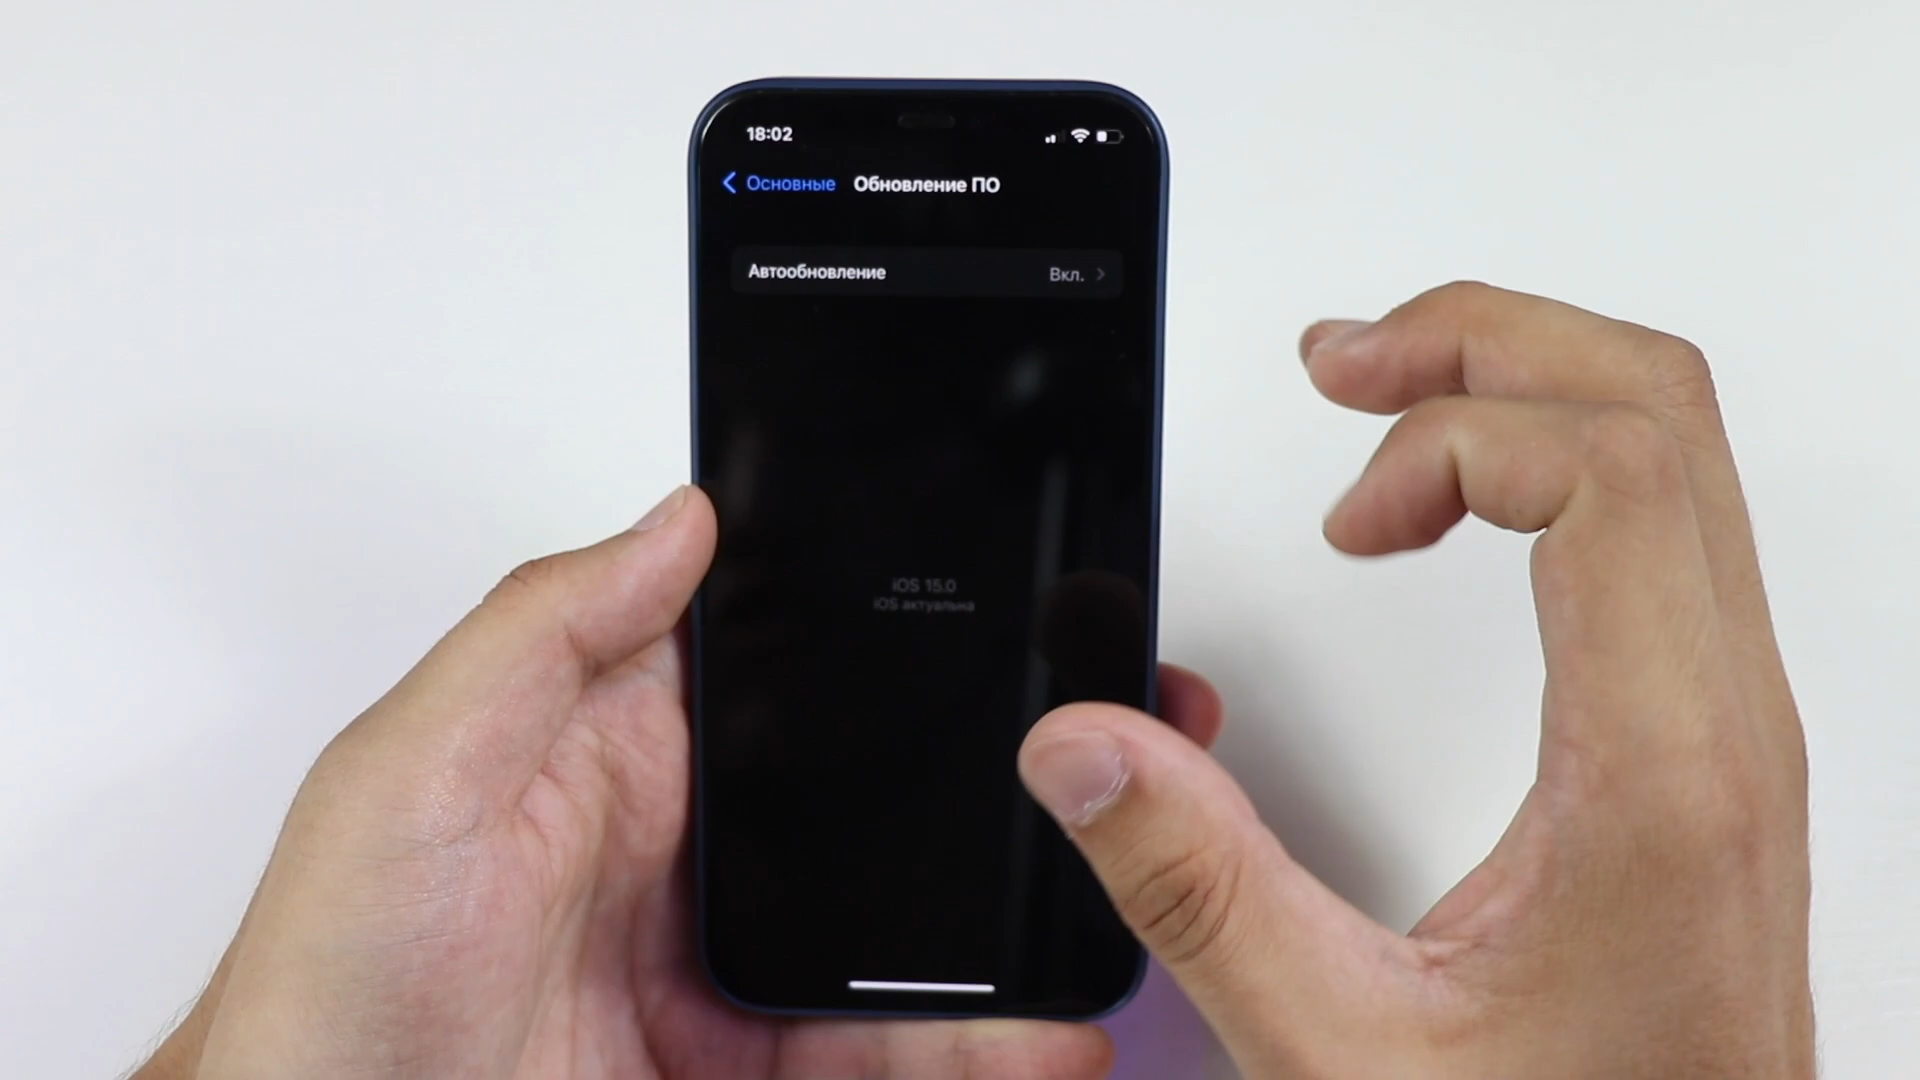 18:02
Основные Обновление ПО
Автообновление Вкл.
iOS 15.0
iOS актуальна